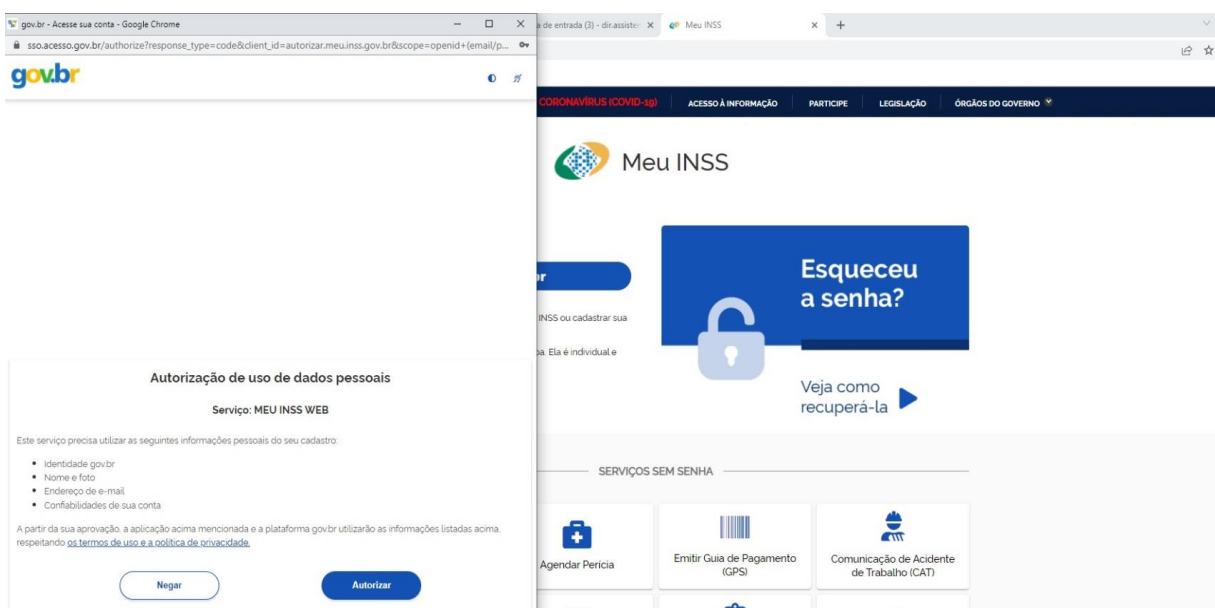 gov.br - Acesse sua conta - Google Chrome
sso.acesso.gov.br/authorize?response_type=code&client_id=autorizar.meu.inss.gov.br&scope=openid+(email/p...
gov.br
Autorização de uso de dados pessoais
Serviço: MEU INSS WEB
Este serviço precisa utilizar as seguintes informações pessoais do seu cadastro:
• Identidade gov.br
• Nome e foto
• Endereço de e-mail
• Confiabilidades de sua conta
A partir da sua aprovação, a aplicação acima mencionada e a plataforma gov.br utilizarão as informações listadas acima,
respeitando os termos de uso e a política de privacidade.
Negar
Autorizar
a de entrada (3) - dir.assister
Meu INSS
CORONAVÍRUS (COVID-19)
ACESSO À INFORMAÇÃO
PARTICIPE
LEGISLAÇÃO
ÓRGÃOS DO GOVERNO
Meu INSS
br
INSS ou cadastrar sua
Ela é individual e
Esqueceu
a senha?
Veja como
recuperá-la
SERVIÇOS SEM SENHA
Agendar Perícia
Emitir Guia de Pagamento
(GPS)
Comunicação de Acidente
de Trabalho (CAT)